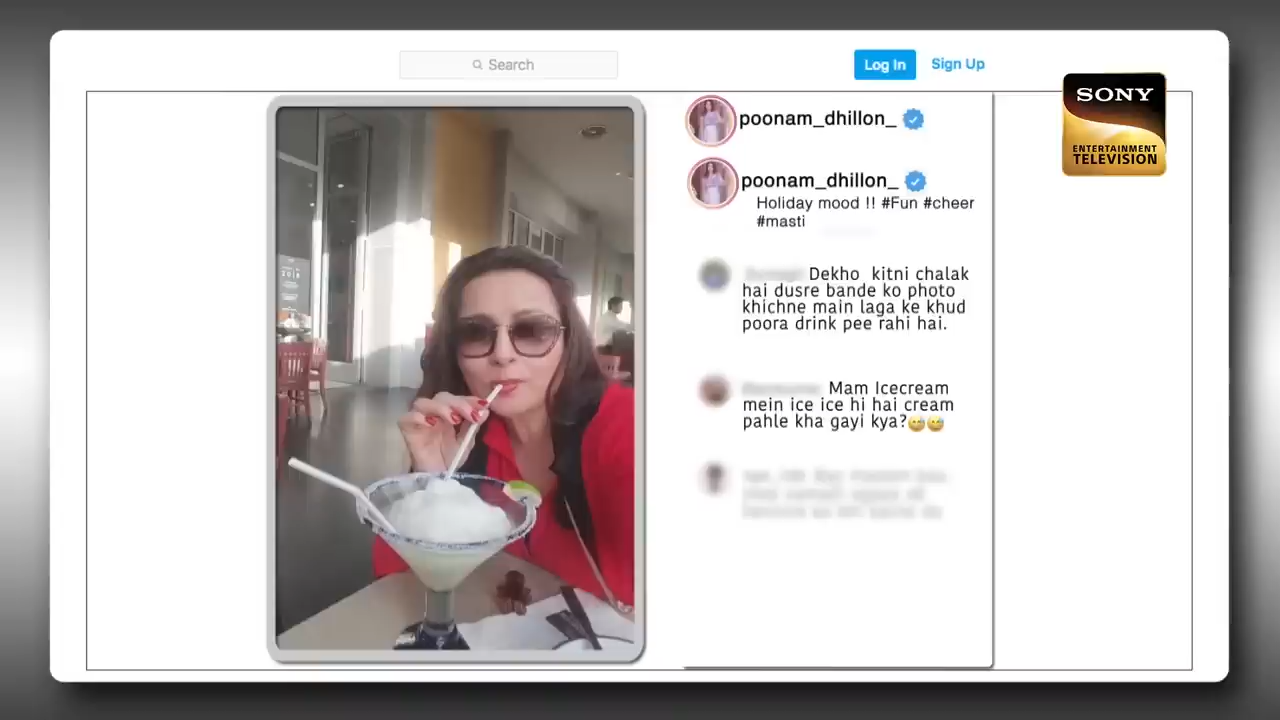 Search
Log In
Sign Up
SONY
ENTERTAINMENT
TELEVISION
poonam_dhillon_
poonam_dhillon_
Holiday mood !! #Fun #cheer
#masti
Dekho kitni chalak
hai dusre bande ko photo
khichne main laga ke khud
poora drink pee rahi hai.
Mam Icecream
mein ice ice hi hai cream
pahle kha gayi kya?😅😅